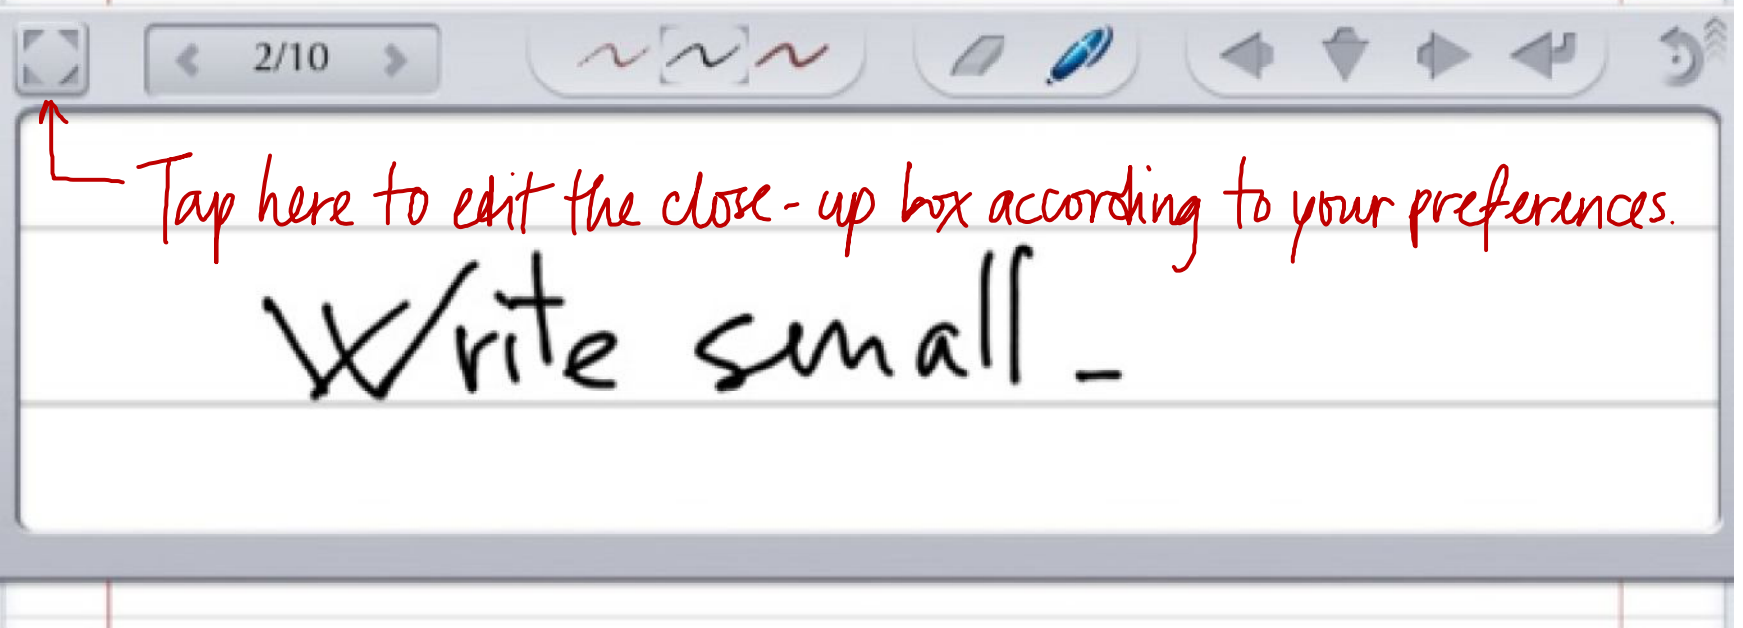 2/10
Tap here to edit the close-up box according to your preferences.
Write small -